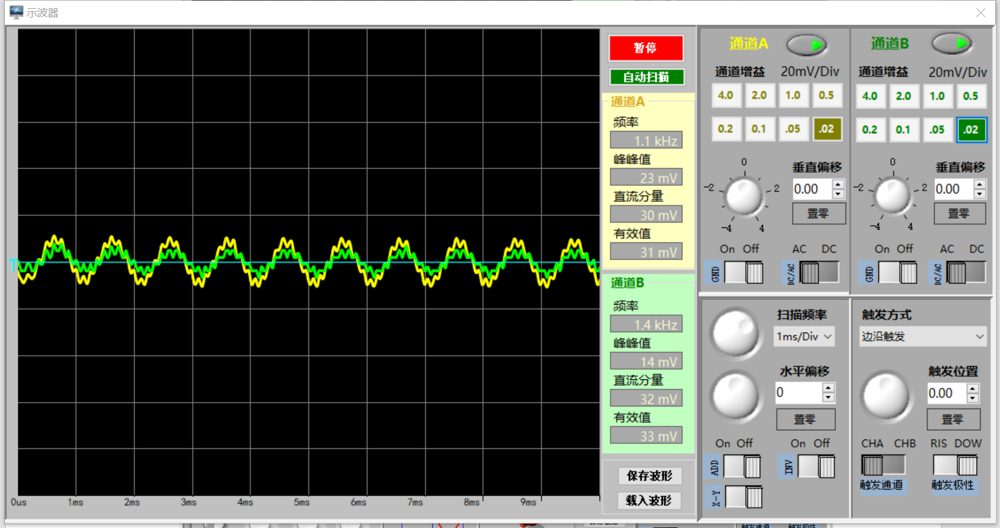 示波器
T
0us 1ms 2ms 3ms 4ms 5ms 6ms 7ms 8ms 9ms
暂停
自动扫描
通道A
频率
1.1 kHz
峰峰值
23 mV
直流分量
30 mV
有效值
31 mV
通道B
频率
1.4 kHz
峰峰值
14 mV
直流分量
32 mV
有效值
33 mV
保存波形
载入波形
通道A
通道增益 20mV/Div
4.0 2.0 1.0 0.5
0.2 0.1 .05 .02
0
-2 2
-4 4
垂直偏移
0.00
置零
On Off AC DC
GND DC/AC
通道B
通道增益 20mV/Div
4.0 2.0 1.0 0.5
0.2 0.1 .05 .02
0
-2 2
-4 4
垂直偏移
0.00
置零
On Off AC DC
GND DC/AC
扫描频率
1ms/Div
水平偏移
0
置零
On Off On Off
ADD INV
X-Y
触发方式
边沿触发
触发位置
0.00
置零
CHA CHB RIS DOW
触发通道 触发极性